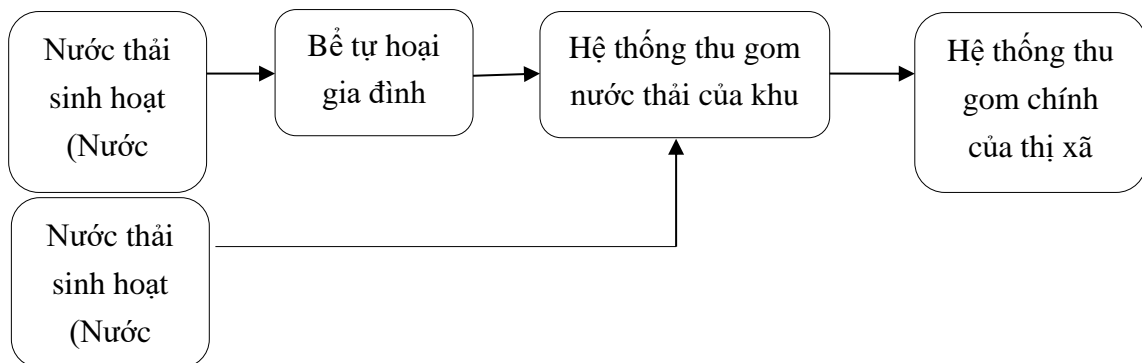 Nước thải
sinh hoạt
(Nước
Bể tự hoại
gia đình
Hệ thống thu gom
nước thải của khu
Hệ thống thu
gom chính
của thị xã
Nước thải
sinh hoạt
(Nước